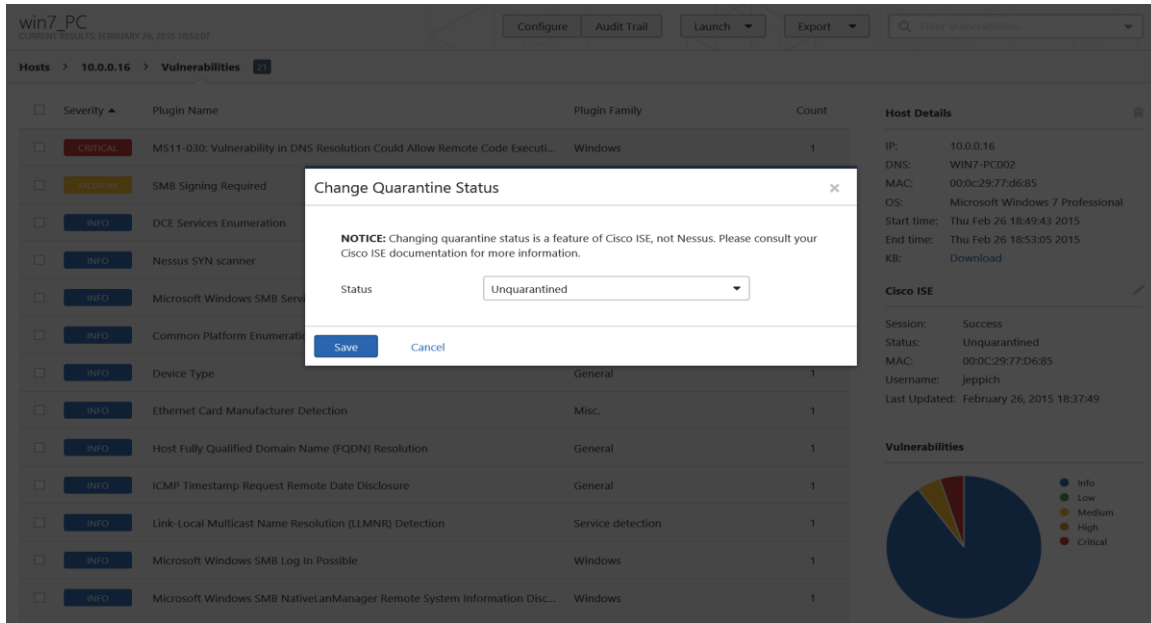 win7_PC
CURRENT RESULTS: FEBRUARY 26, 2015 18:53:07
Configure Audit Trail Launch Export Filter Vulnerabilities
Hosts > 10.0.0.16 > Vulnerabilities 21
Severity Plugin Name Plugin Family Count
CRITICAL MS11-030: Vulnerability in DNS Resolution Could Allow Remote Code Executi... Windows 1
MEDIUM SMB Signing Required
INFO DCE Services Enumeration
INFO Nessus SYN scanner
INFO Microsoft Windows SMB Servi
INFO Common Platform Enumeratio
INFO Device Type General 1
INFO Ethernet Card Manufacturer Detection Misc. 1
INFO Host Fully Qualified Domain Name (FQDN) Resolution General 1
INFO ICMP Timestamp Request Remote Date Disclosure General 1
INFO Link-Local Multicast Name Resolution (LLMNR) Detection Service detection 1
INFO Microsoft Windows SMB Log In Possible Windows 1
INFO Microsoft Windows SMB NativeLanManager Remote System Information Disc... Windows 1
Change Quarantine Status
NOTICE: Changing quarantine status is a feature of Cisco ISE, not Nessus. Please consult your
Cisco ISE documentation for more information.
Status Unquarantined
Save Cancel
Host Details
IP: 10.0.0.16
DNS: WIN7-PC002
MAC: 00:0c:29:77:d6:85
OS: Microsoft Windows 7 Professional
Start time: Thu Feb 26 18:49:43 2015
End time: Thu Feb 26 18:53:05 2015
KB: Download
Cisco ISE
Session: Success
Status: Unquarantined
MAC: 00:0C:29:77:D6:85
Username: jeppich
Last Updated: February 26, 2015 18:37:49
Vulnerabilities
Info
Low
Medium
High
Critical